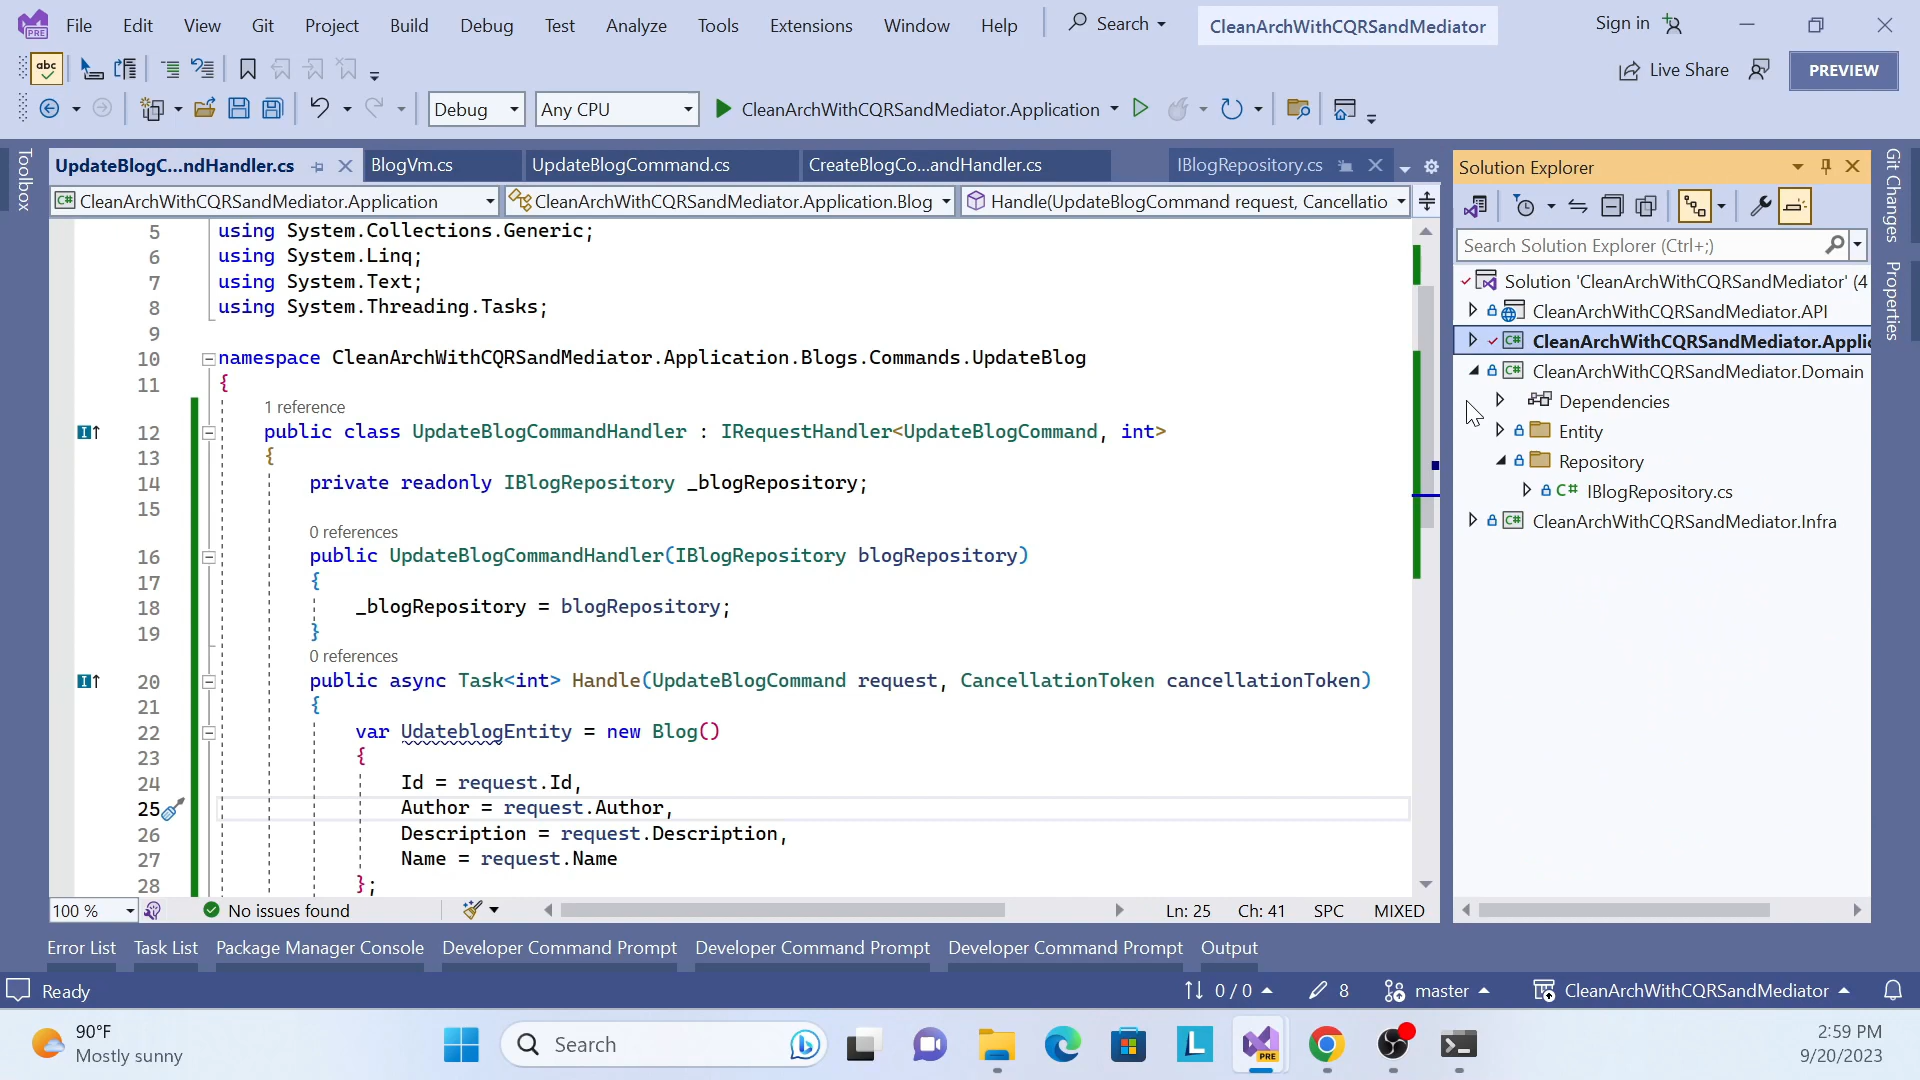 File Edit View Git Project Build Debug Test Analyze Tools Extensions Window Help Search CleanArchWithCQRSandMediator Sign in
PRE
abc
Live Share PREVIEW
Debug Any CPU CleanArchWithCQRSandMediator.Application
Toolbox
UpdateBlogC...ndHandler.cs BlogVm.cs UpdateBlogCommand.cs CreateBlogCo...andHandler.cs IBlogRepository.cs
C# CleanArchWithCQRSandMediator.Application CleanArchWithCQRSandMediator.Application.Blog Handle(UpdateBlogCommand request, Cancellatio
5 using System.Collections.Generic;
6 using System.Linq;
7 using System.Text;
8 using System.Threading.Tasks;
9
10 namespace CleanArchWithCQRSandMediator.Application.Blogs.Commands.UpdateBlog
11 {
1 reference
12 public class UpdateBlogCommandHandler : IRequestHandler<UpdateBlogCommand, int>
13 {
14 private readonly IBlogRepository _blogRepository;
15
0 references
16 public UpdateBlogCommandHandler(IBlogRepository blogRepository)
17 {
18 _blogRepository = blogRepository;
19 }
0 references
20 public async Task<int> Handle(UpdateBlogCommand request, CancellationToken cancellationToken)
21 {
22 var UdateblogEntity = new Blog()
23 {
24 Id = request.Id,
25 Author = request.Author,
26 Description = request.Description,
27 Name = request.Name
28 };
100 % No issues found Ln: 25 Ch: 41 SPC MIXED
Solution Explorer
Search Solution Explorer (Ctrl+;)
Solution 'CleanArchWithCQRSandMediator' (4
CleanArchWithCQRSandMediator.API
C# CleanArchWithCQRSandMediator.Applic
C# CleanArchWithCQRSandMediator.Domain
Dependencies
Entity
Repository
C# IBlogRepository.cs
C# CleanArchWithCQRSandMediator.Infra
Git Changes
Properties
Error List Task List Package Manager Console Developer Command Prompt Developer Command Prompt Developer Command Prompt Output
Ready 0 / 0 8 master CleanArchWithCQRSandMediator
90°F
Mostly sunny
Search
L
PRE
2:59 PM
9/20/2023